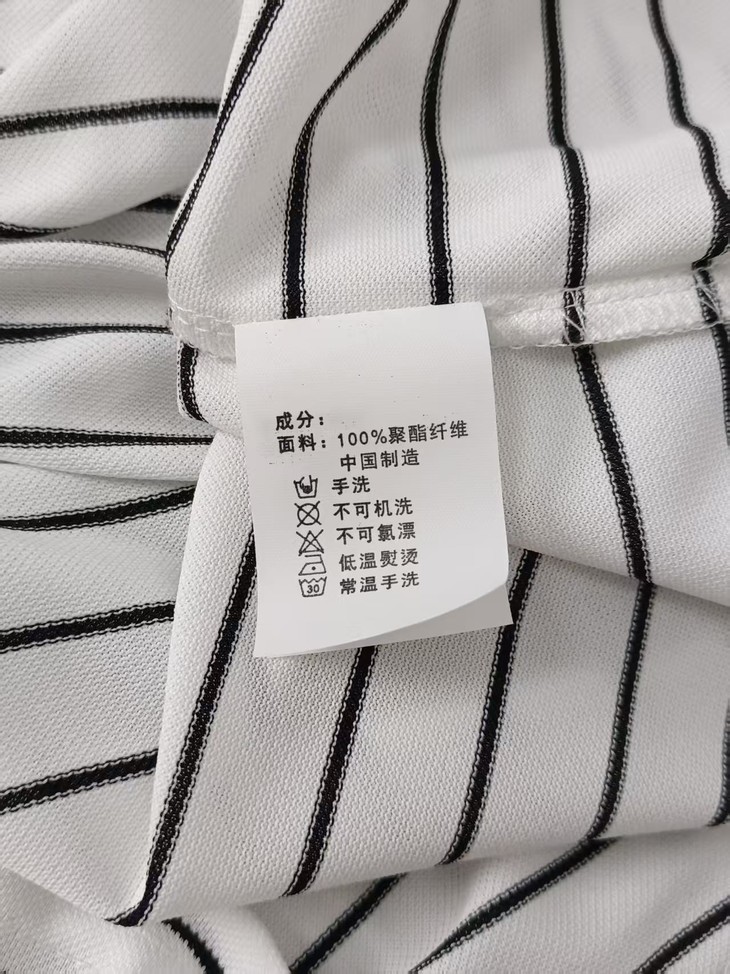 成分：
面料：100%聚酯纤维
中国制造
手洗
不可机洗
不可氯漂
低温熨烫
30 常温手洗